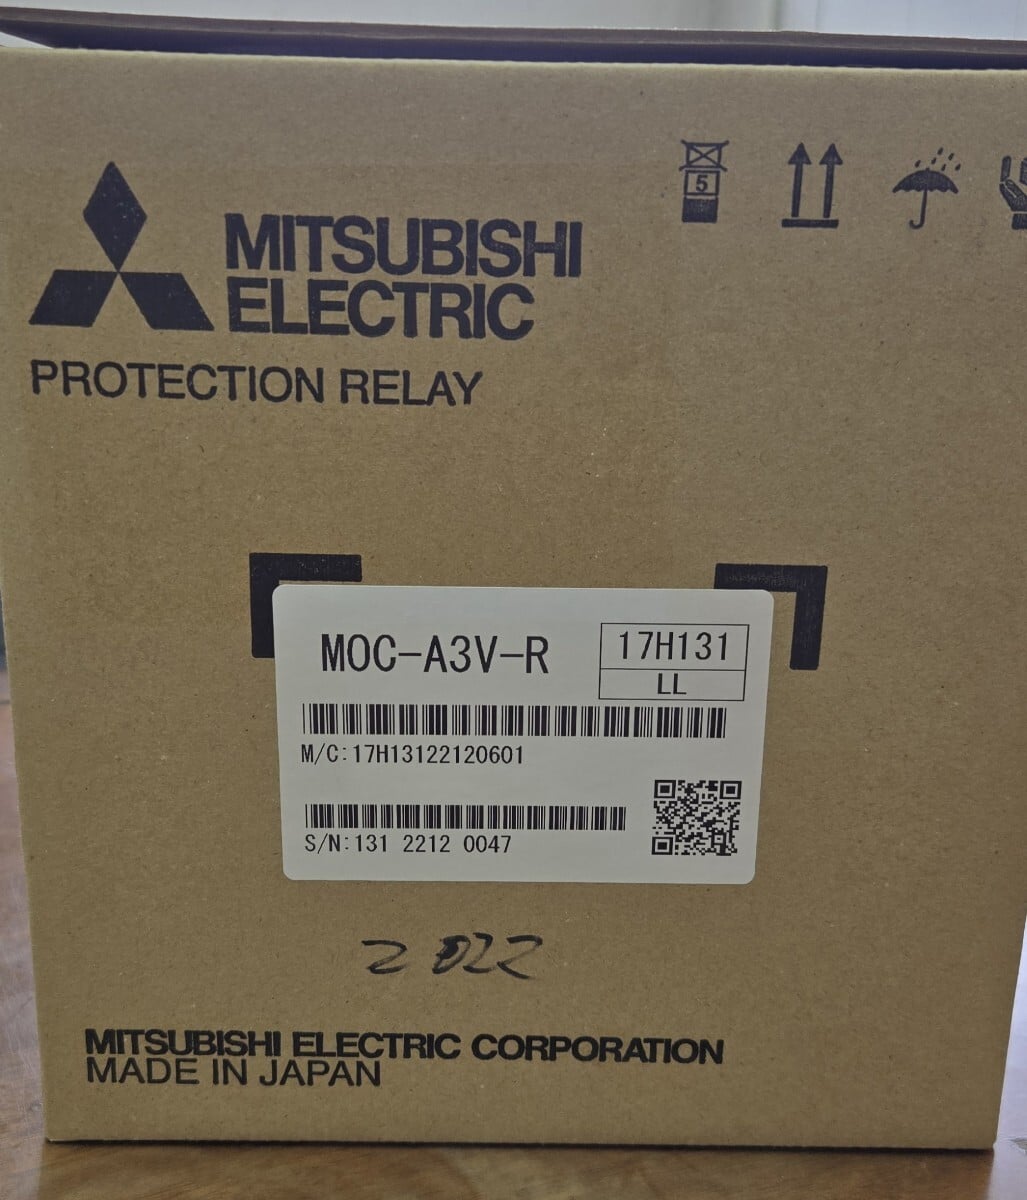 5
MITSUBISHI
ELECTRIC
PROTECTION RELAY
MOC-A3V-R
17H131
LL
M/C:17H13122120601
S/N:131 2212 0047
2022
MITSUBISHI ELECTRIC CORPORATION
MADE IN JAPAN